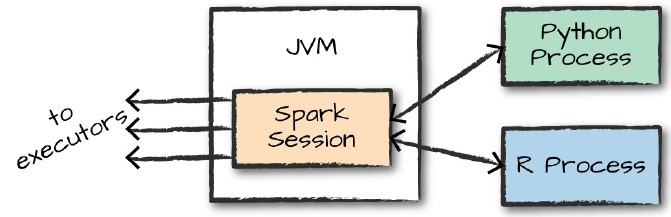 JVM
Python
Process
to
executors
Spark
Session
R Process